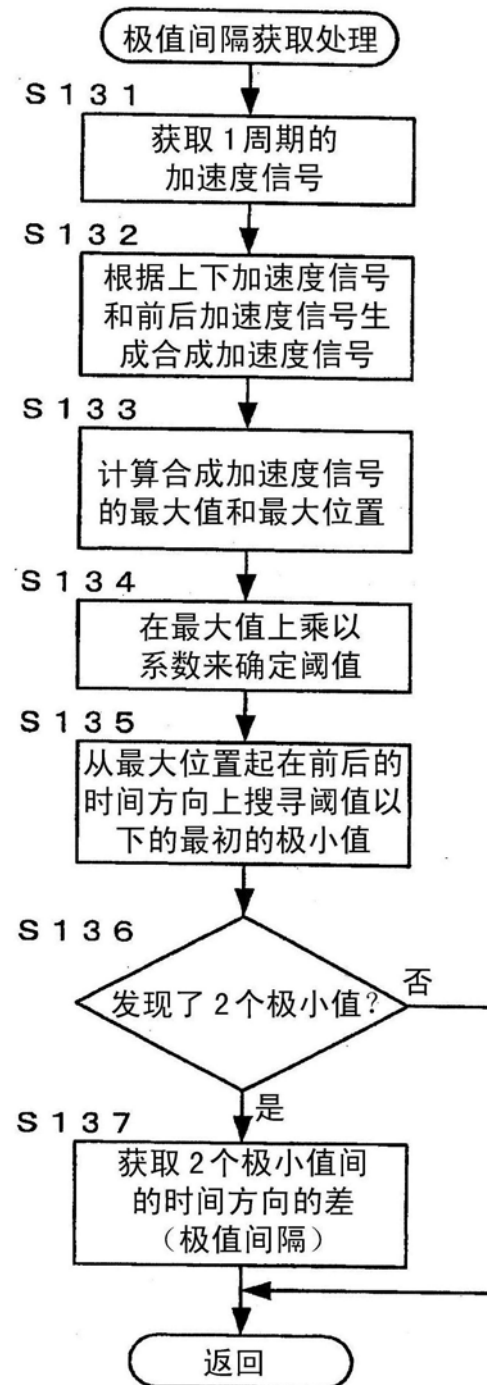 极值间隔获取处理
S131
获取1周期的
加速度信号
S132
根据上下加速度信号
和前后加速度信号生
成合成加速度信号
S133
计算合成加速度信号
的最大值和最大位置
S134
在最大值上乘以
系数来确定阈值
S135
从最大位置起在前后的
时间方向上搜寻阈值以
下的最初的极小值
S136
发现了2个极小值?
否
是
S137
获取2个极小值间
的时间方向的差
（极值间隔）
返回